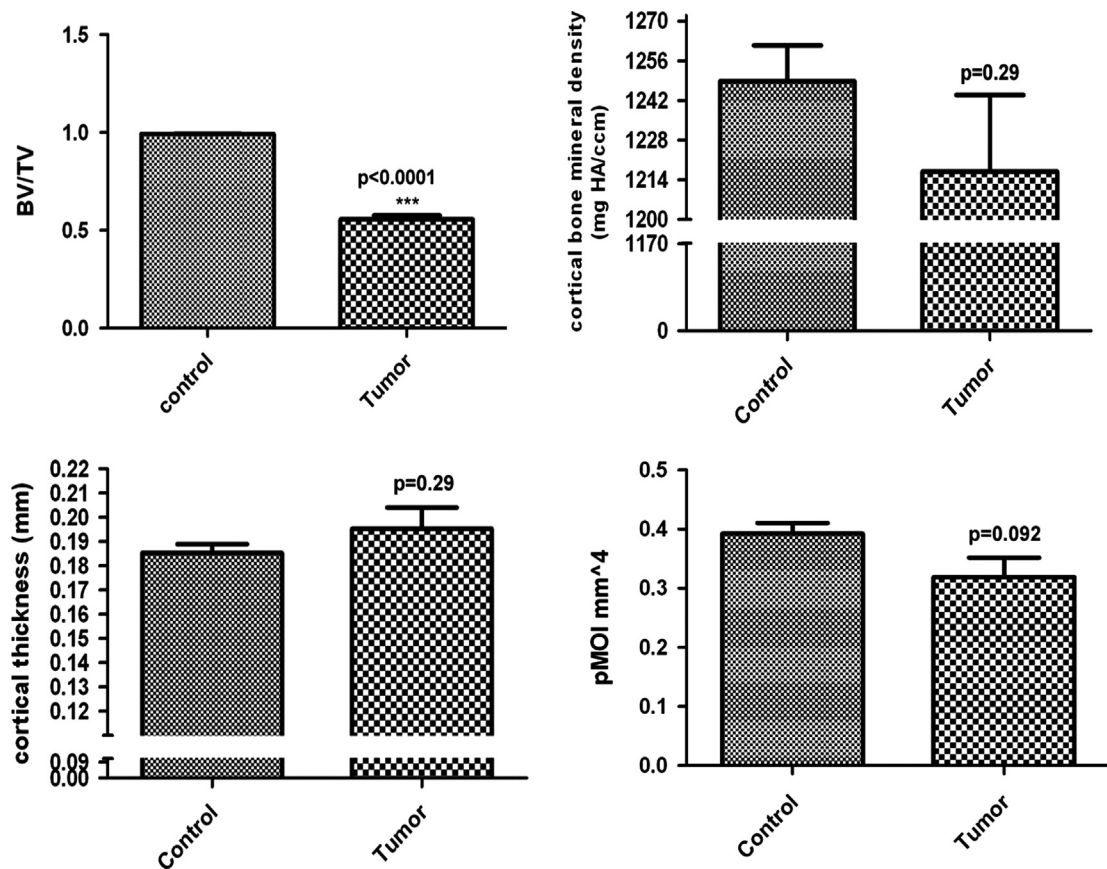 BV/TV
1.5
1.0
0.5
0.0
p<0.0001
***
control
Tumor
cortical bone mineral density
(mg HA/ccm)
1270
1256
1242
1228
1214
1200
1170
0
p=0.29
Control
Tumor
cortical thickness (mm)
0.22
0.21
0.20
0.19
0.18
0.17
0.16
0.15
0.14
0.13
0.12
0.09
0.00
p=0.29
Control
Tumor
pMOI mm^4
0.5
0.4
0.3
0.2
0.1
0.0
p=0.092
Control
Tumor